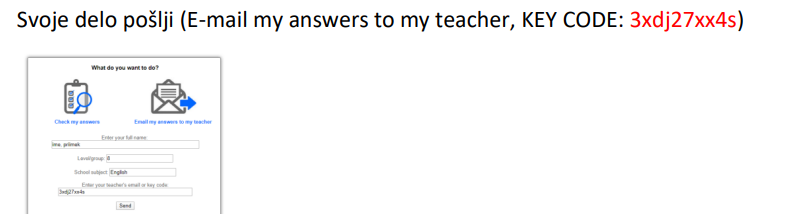 Svoje delo pošlji (E-mail my answers to my teacher, KEY CODE: 3xdj27xx4s)
What do you want to do?
Check my answers
Email my answers to my teacher
Enter your full name:
ime, priimek
Level/group: 8
School subject: English
Enter your teacher's email or key code:
3xdj27xx4s
Send